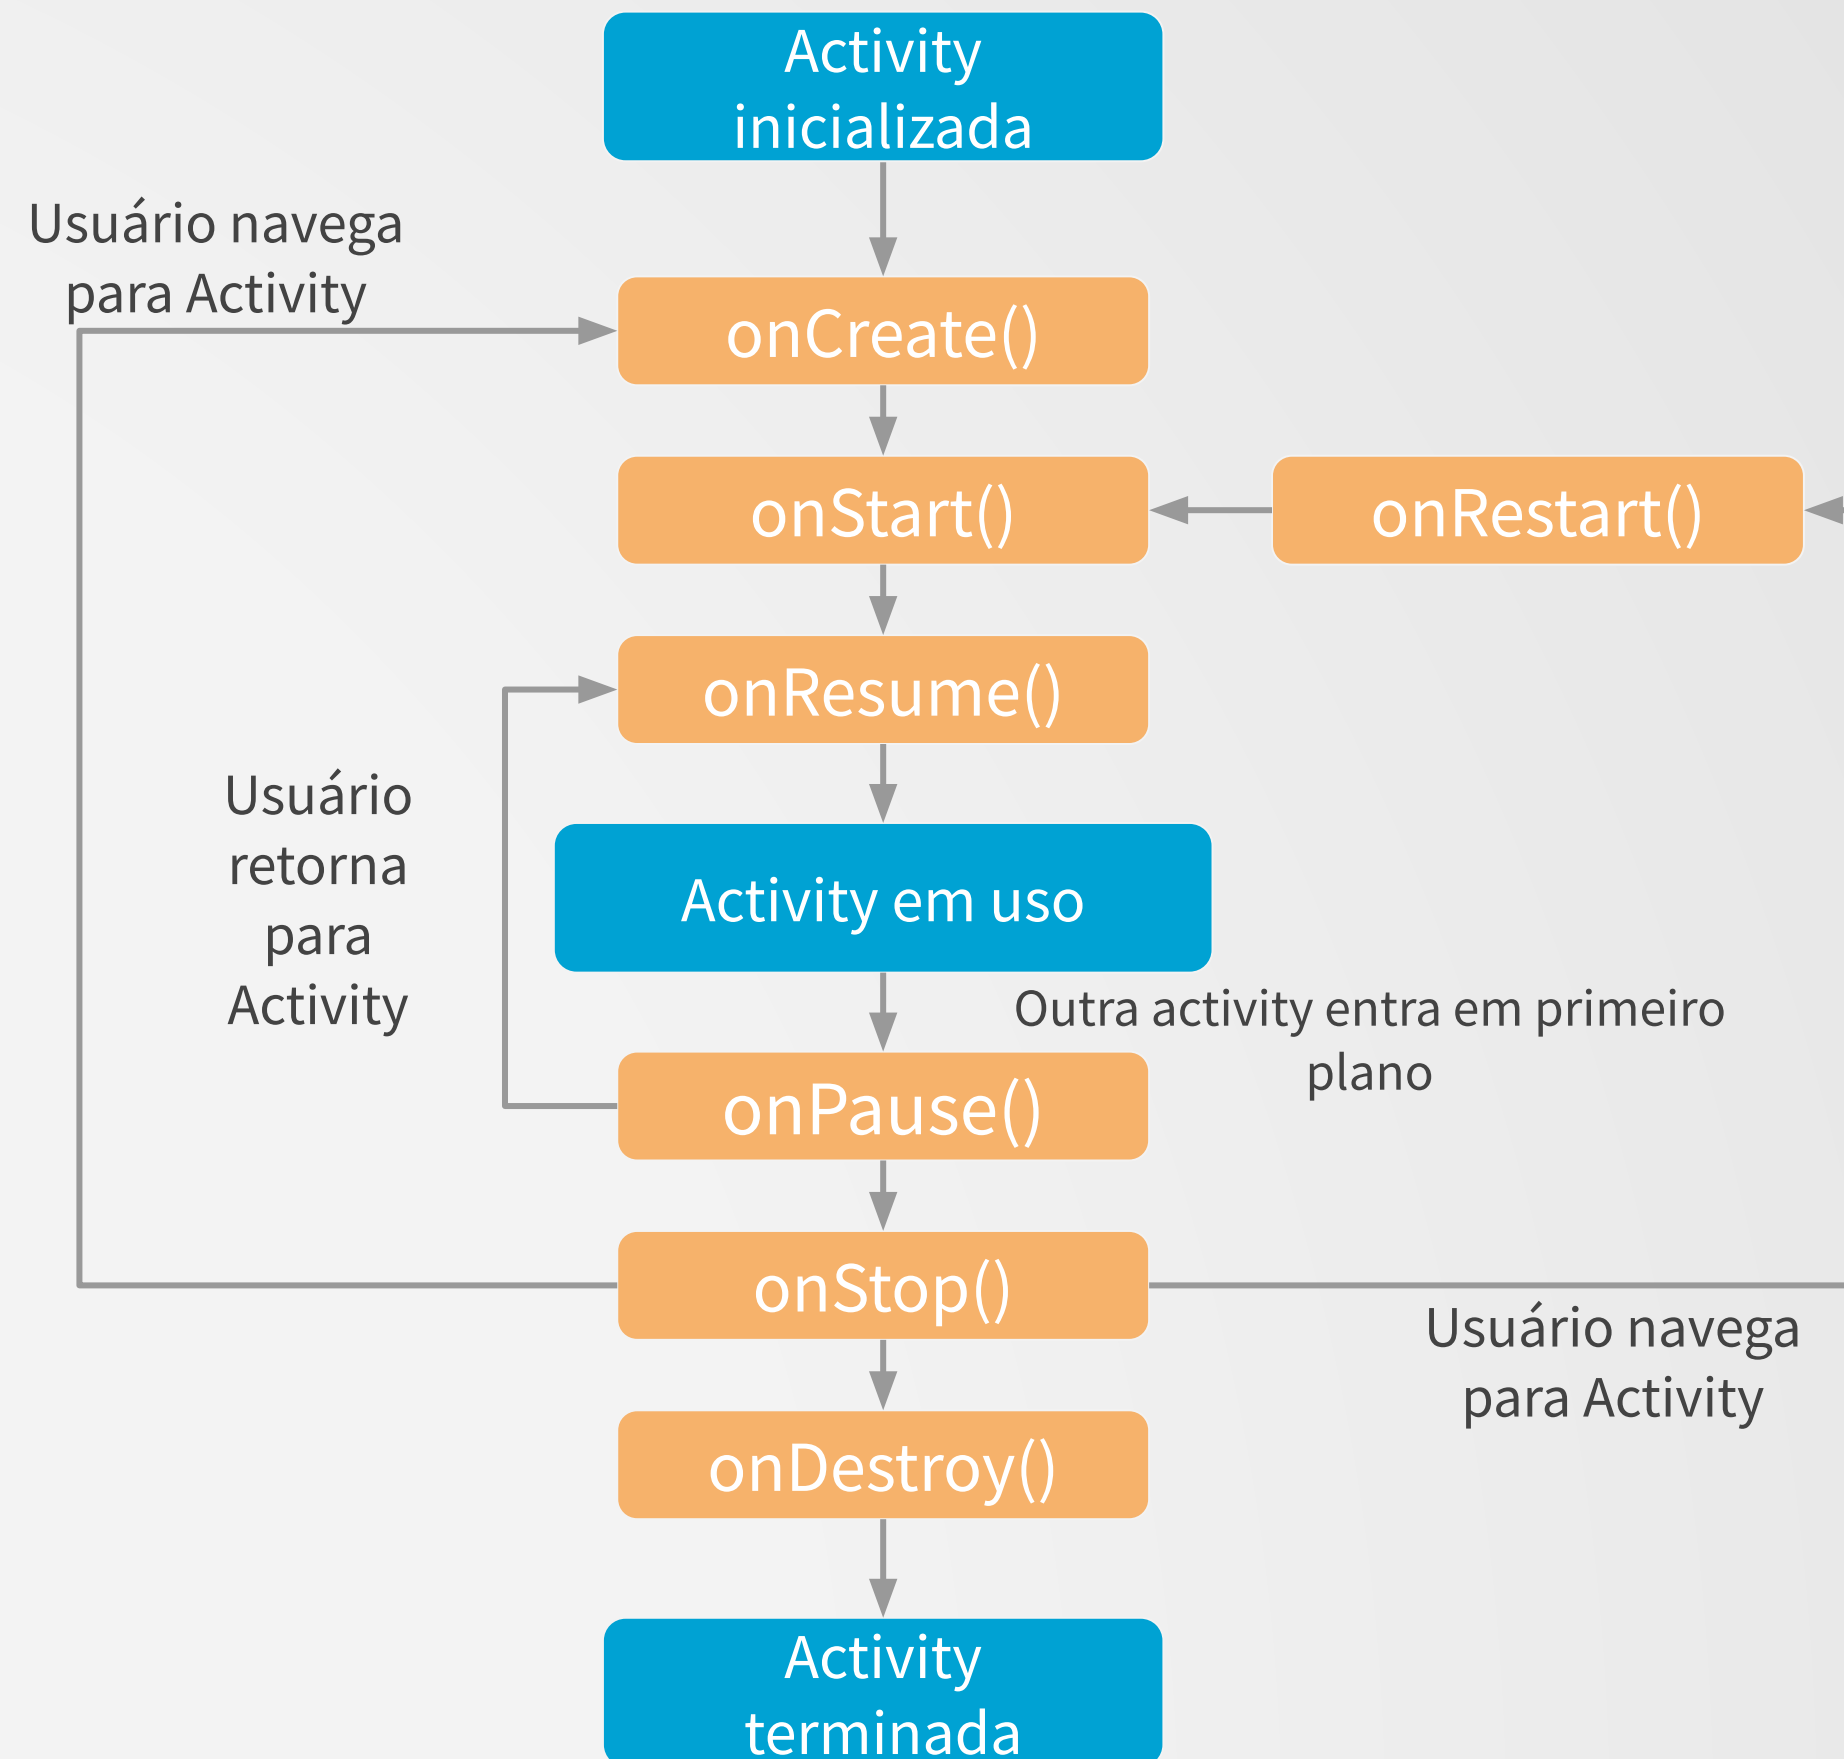 Activity
inicializada
Usuário navega
para Activity
onCreate()
onStart()
onRestart()
onResume()
Usuário
retorna
para
Activity
Activity em uso
Outra activity entra em primeiro
plano
onPause()
onStop()
Usuário navega
para Activity
onDestroy()
Activity
terminada